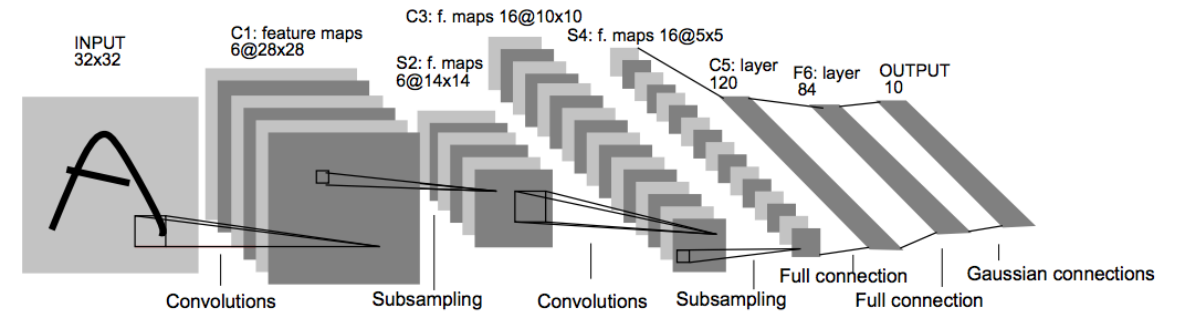 INPUT
32x32
C1: feature maps
6@28x28
S2: f. maps
6@14x14
C3: f. maps 16@10x10
S4: f. maps 16@5x5
C5: layer
120
F6: layer
84
OUTPUT
10
Convolutions
Subsampling
Convolutions
Subsampling
Full connection
Full connection
Gaussian connections